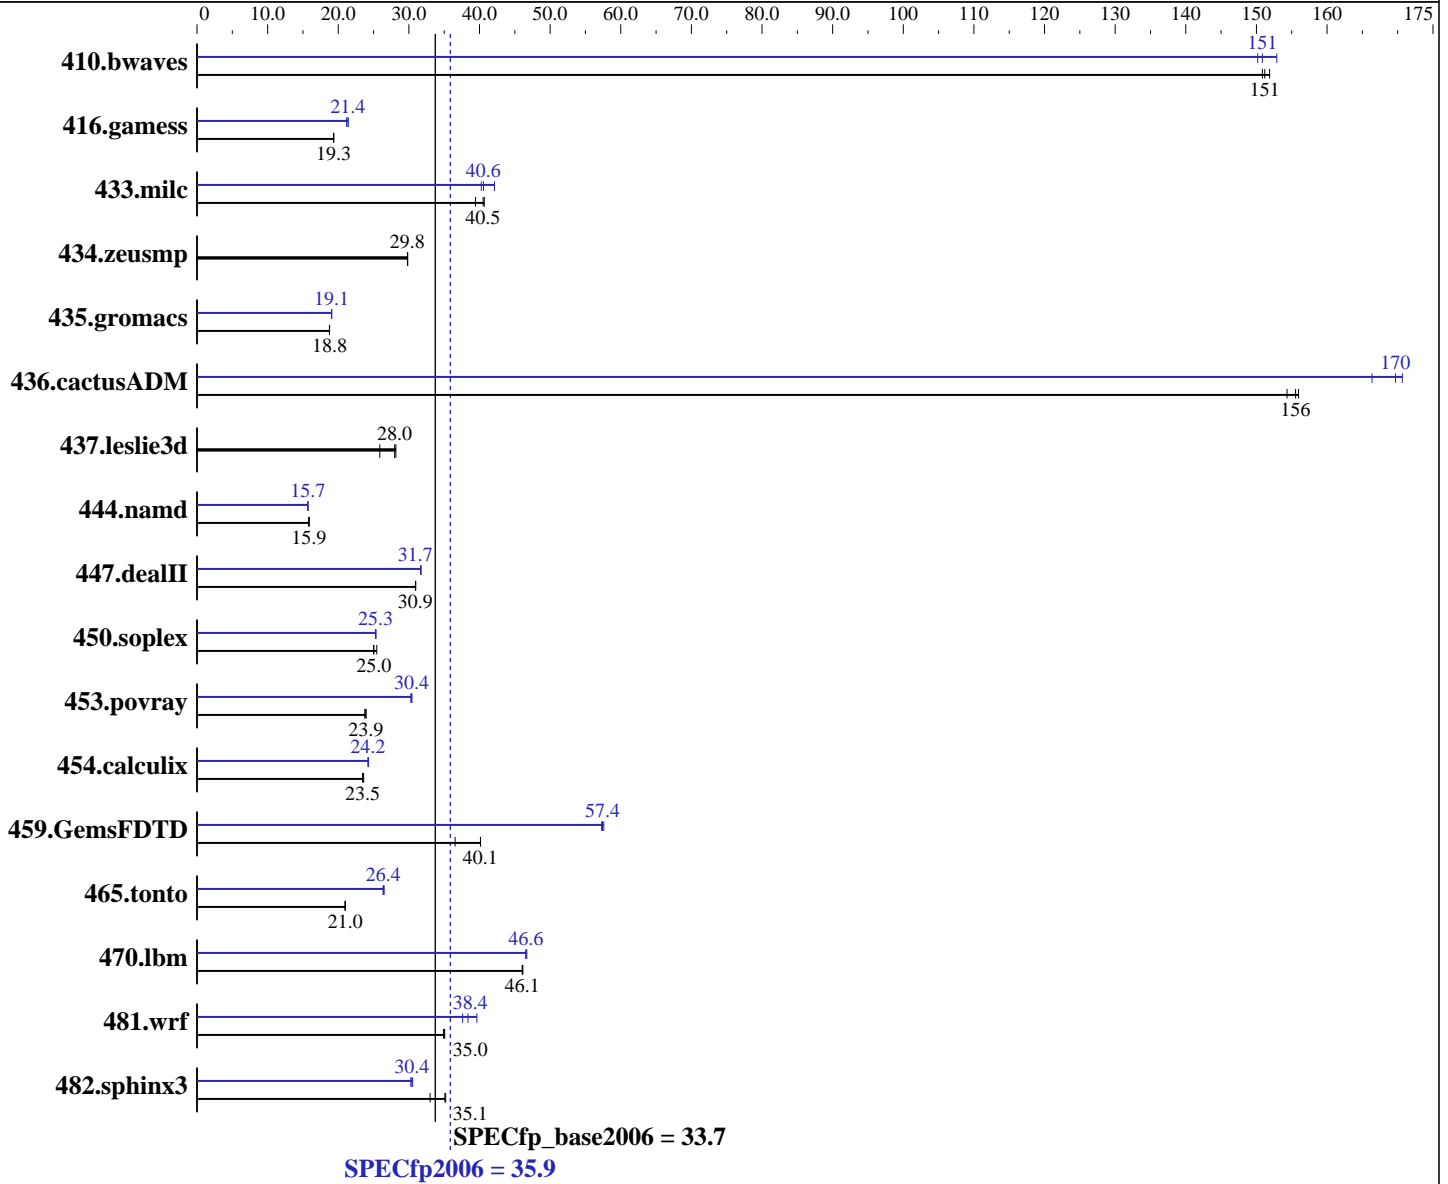 0 10.0 20.0 30.0 40.0 50.0 60.0 70.0 80.0 90.0 100 110 120 130 140 150 160 175
151
410.bwaves
151
21.4
416.gamess
19.3
40.6
433.milc
40.5
29.8
434.zeusmp
19.1
435.gromacs
18.8
170
436.cactusADM
156
28.0
437.leslie3d
15.7
444.namd
15.9
31.7
447.dealII
30.9
25.3
450.soplex
25.0
30.4
453.povray
23.9
24.2
454.calculix
23.5
57.4
459.GemsFDTD
40.1
26.4
465.tonto
21.0
46.6
470.lbm
46.1
38.4
481.wrf
35.0
30.4
482.sphinx3
35.1
SPECfp_base2006 = 33.7
SPECfp2006 = 35.9